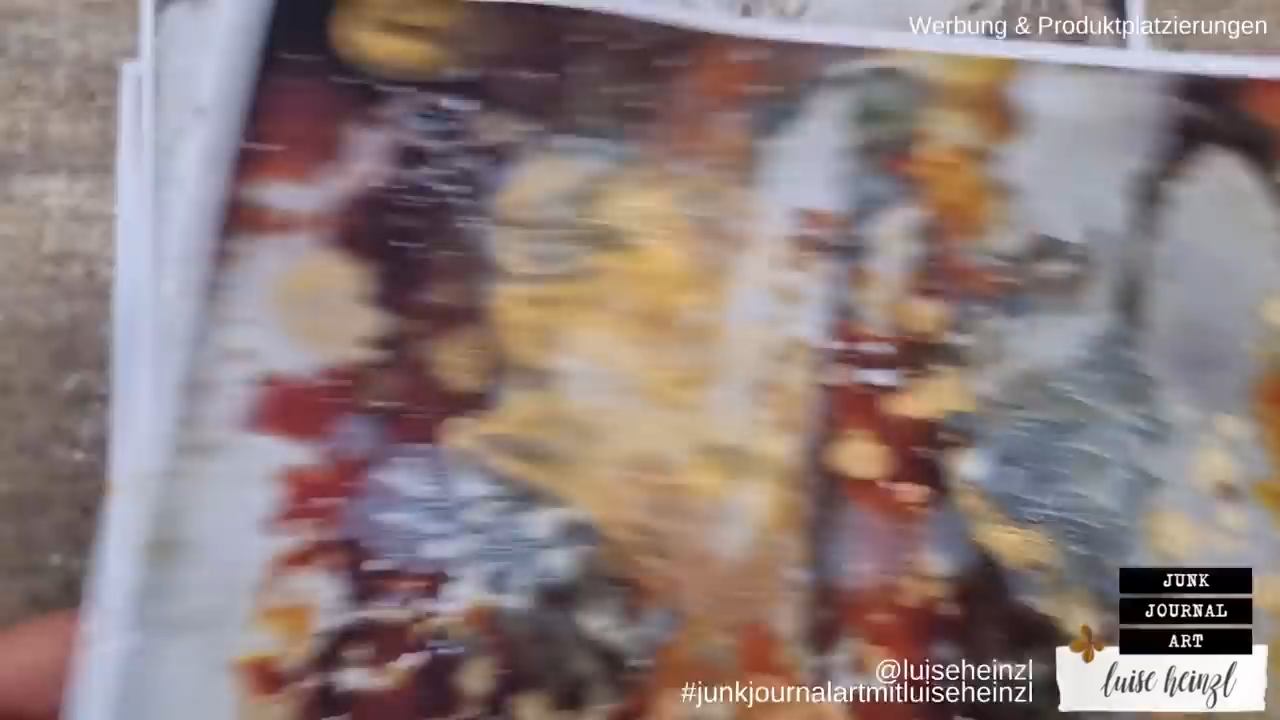 Werbung & Produktplatzierungen
JUNK
JOURNAL
ART
@luiseheinzl
#junkjournalartmitluiseheinzl
luise heinzl